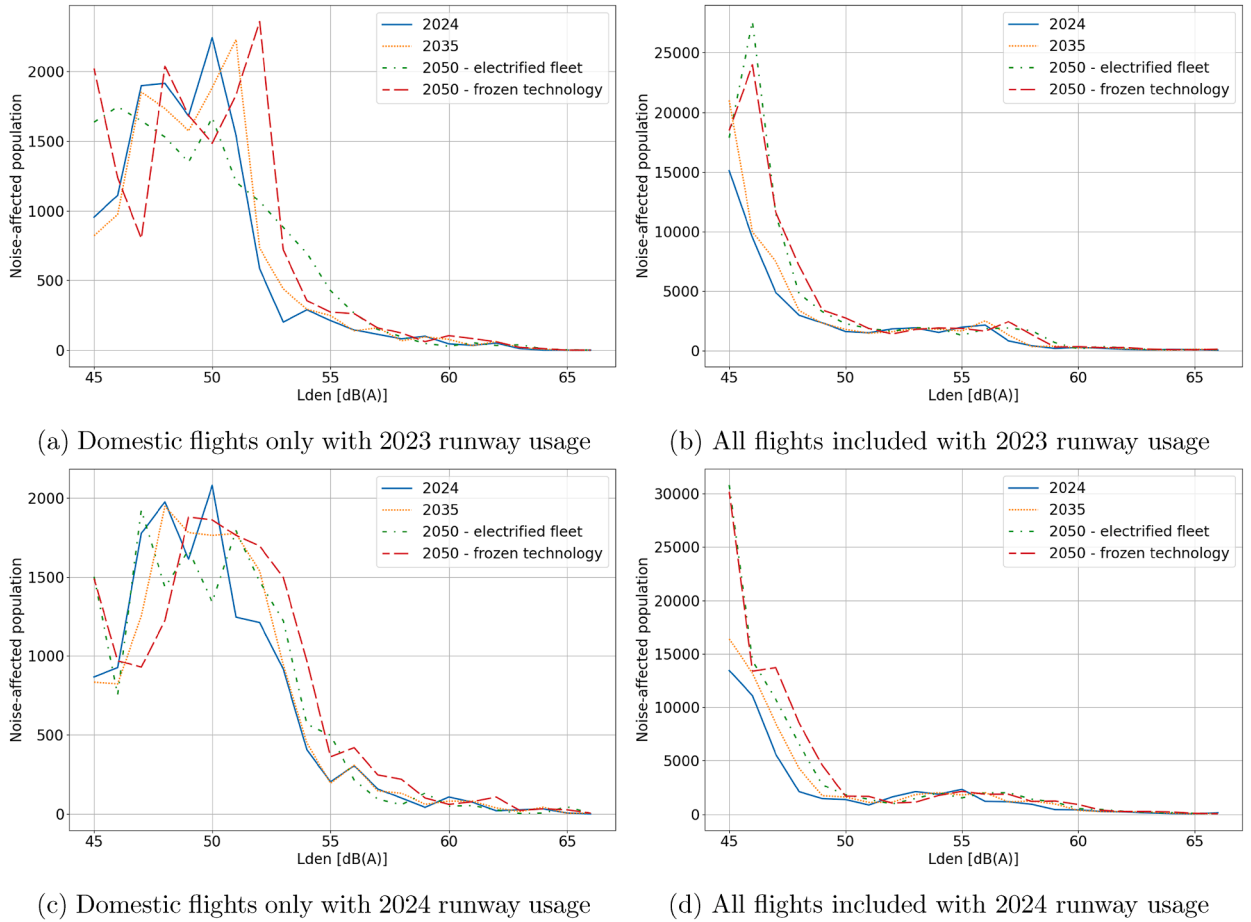 2024
2035
2050 - electrified fleet
2050 - frozen technology
Noise-affected population
2000
1500
1000
500
0
45
50
55
60
65
Lden [dB(A)]
(a) Domestic flights only with 2023 runway usage
2024
2035
2050 - electrified fleet
2050 - frozen technology
Noise-affected population
25000
20000
15000
10000
5000
0
45
50
55
60
65
Lden [dB(A)]
(b) All flights included with 2023 runway usage
2024
2035
2050 - electrified fleet
2050 - frozen technology
Noise-affected population
2000
1500
1000
500
0
45
50
55
60
65
Lden [dB(A)]
(c) Domestic flights only with 2024 runway usage
2024
2035
2050 - electrified fleet
2050 - frozen technology
Noise-affected population
30000
25000
20000
15000
10000
5000
0
45
50
55
60
65
Lden [dB(A)]
(d) All flights included with 2024 runway usage